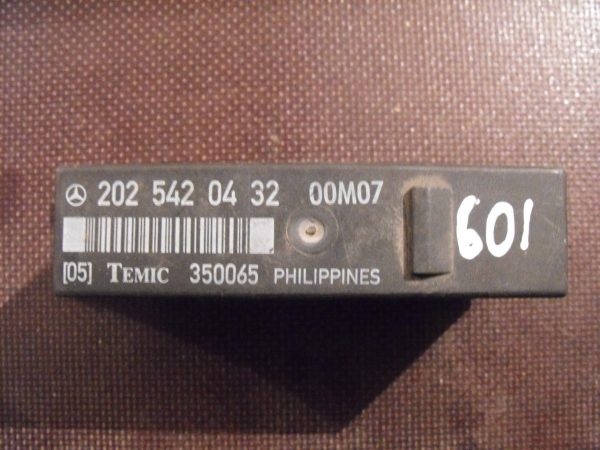 202 542 04 32 00M07
601
[05] TEMIC 350065 PHILIPPINES